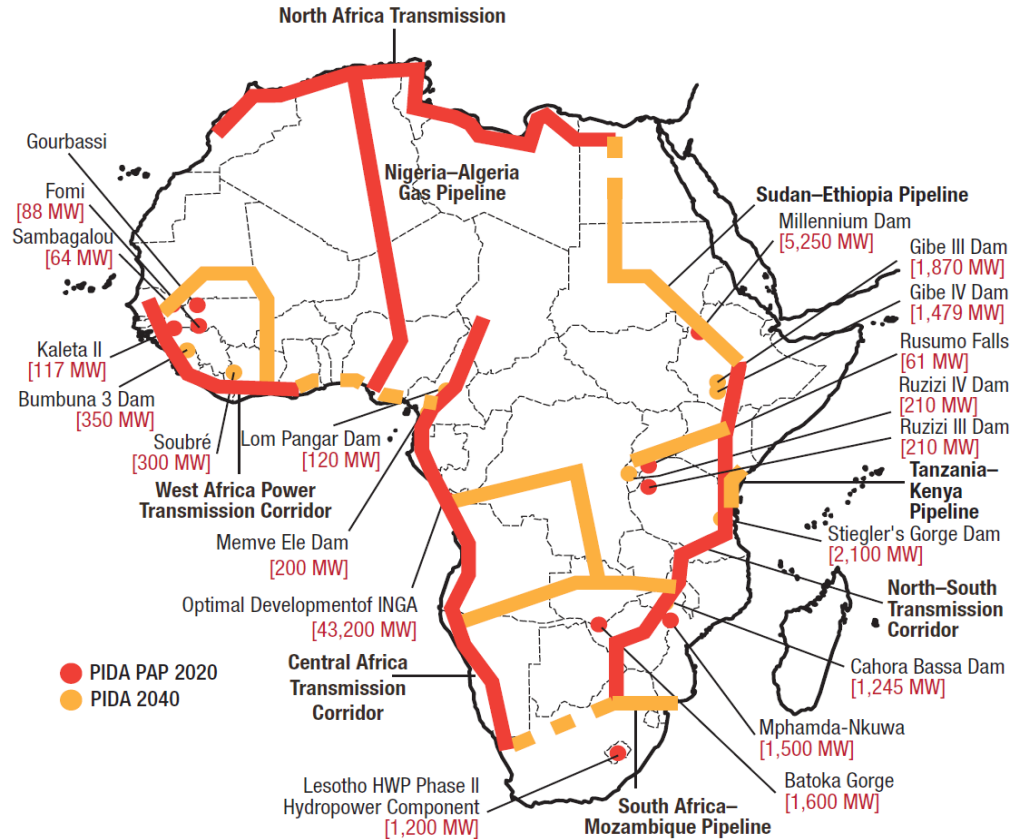 North Africa Transmission
Gourbassi
Fomi
[88 MW]
Sambagalou
[64 MW]
Nigeria–Algeria
Gas Pipeline
Sudan–Ethiopia Pipeline
Millennium Dam
[5,250 MW]
Gibe III Dam
[1,870 MW]
Gibe IV Dam
[1,479 MW]
Rusumo Falls
[61 MW]
Ruzizi IV Dam
[210 MW]
Ruzizi III Dam
[210 MW]
Tanzania–
Kenya
Pipeline
Stiegler's Gorge Dam
[2,100 MW]
North–South
Transmission
Corridor
Cahora Bassa Dam
[1,245 MW]
Mphamda-Nkuwa
[1,500 MW]
Batoka Gorge
[1,600 MW]
South Africa–
Mozambique Pipeline
Lesotho HWP Phase II
Hydropower Component
[1,200 MW]
Kaleta II
[117 MW]
Bumbuna 3 Dam
[350 MW]
Soubré
[300 MW]
Lom Pangar Dam
[120 MW]
West Africa Power
Transmission Corridor
Memve Ele Dam
[200 MW]
Optimal Developmentof INGA
[43,200 MW]
Central Africa
Transmission
Corridor
PIDA PAP 2020
PIDA 2040